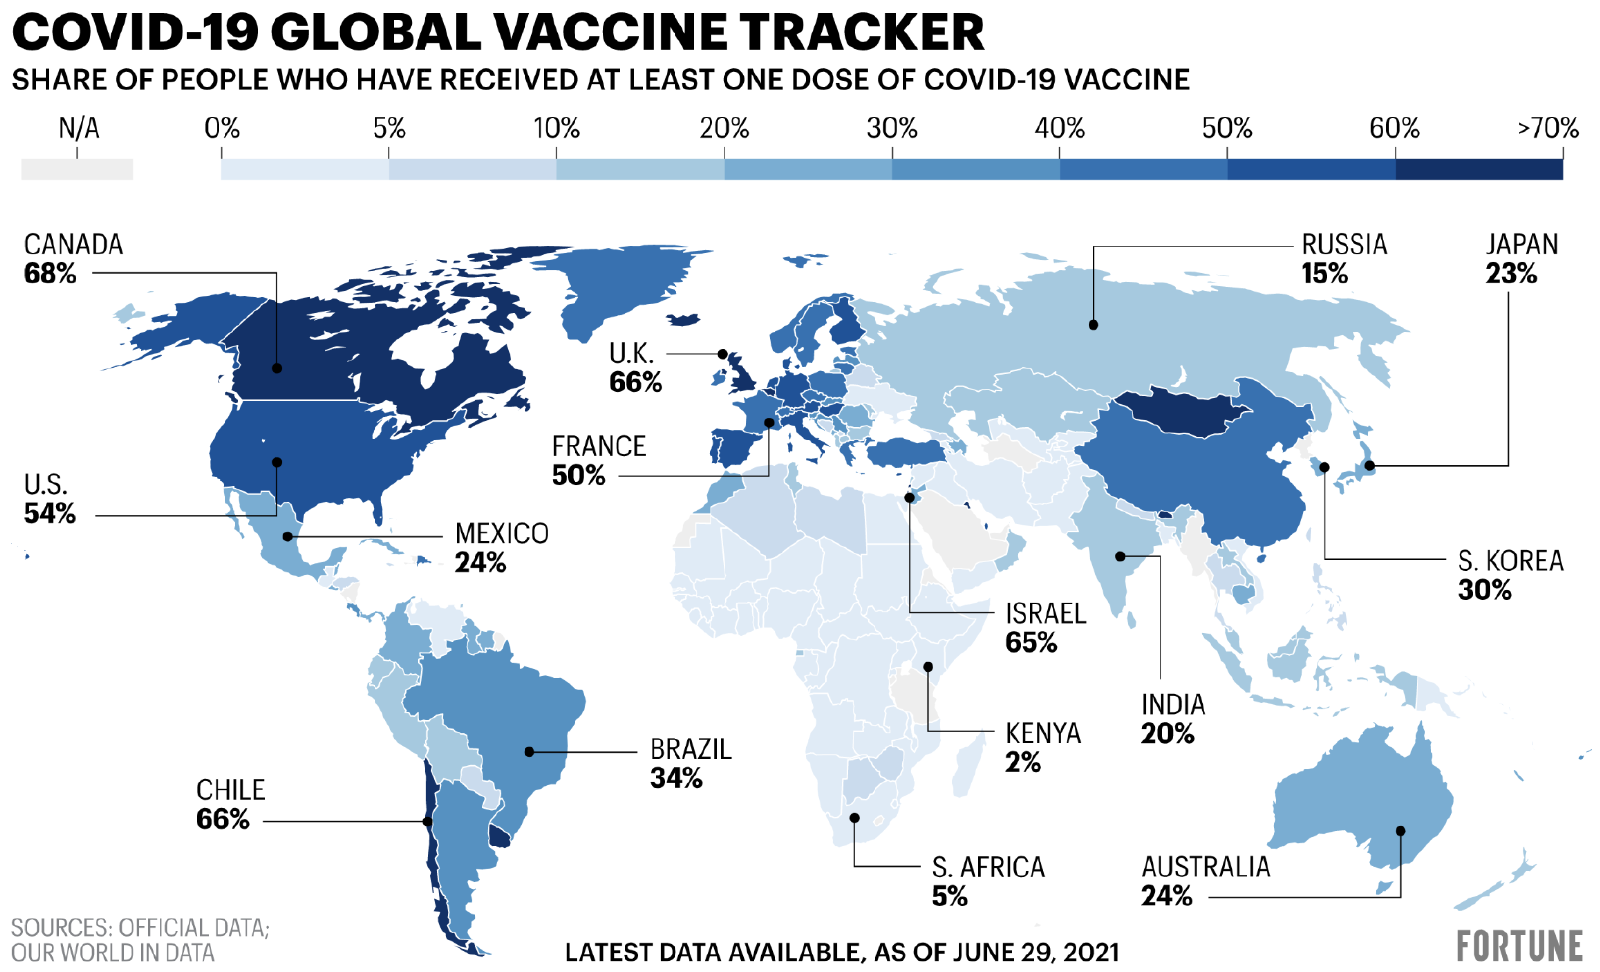 COVID-19 GLOBAL VACCINE TRACKER
SHARE OF PEOPLE WHO HAVE RECEIVED AT LEAST ONE DOSE OF COVID-19 VACCINE
N/A 0% 5% 10% 20% 30% 40% 50% 60% >70%
CANADA
68%
RUSSIA
15%
JAPAN
23%
U.K.
66%
FRANCE
50%
U.S.
54%
MEXICO
24%
S. KOREA
30%
ISRAEL
65%
INDIA
20%
KENYA
2%
BRAZIL
34%
CHILE
66%
S. AFRICA
5%
AUSTRALIA
24%
SOURCES: OFFICIAL DATA;
OUR WORLD IN DATA
LATEST DATA AVAILABLE, AS OF JUNE 29, 2021
FORTUNE